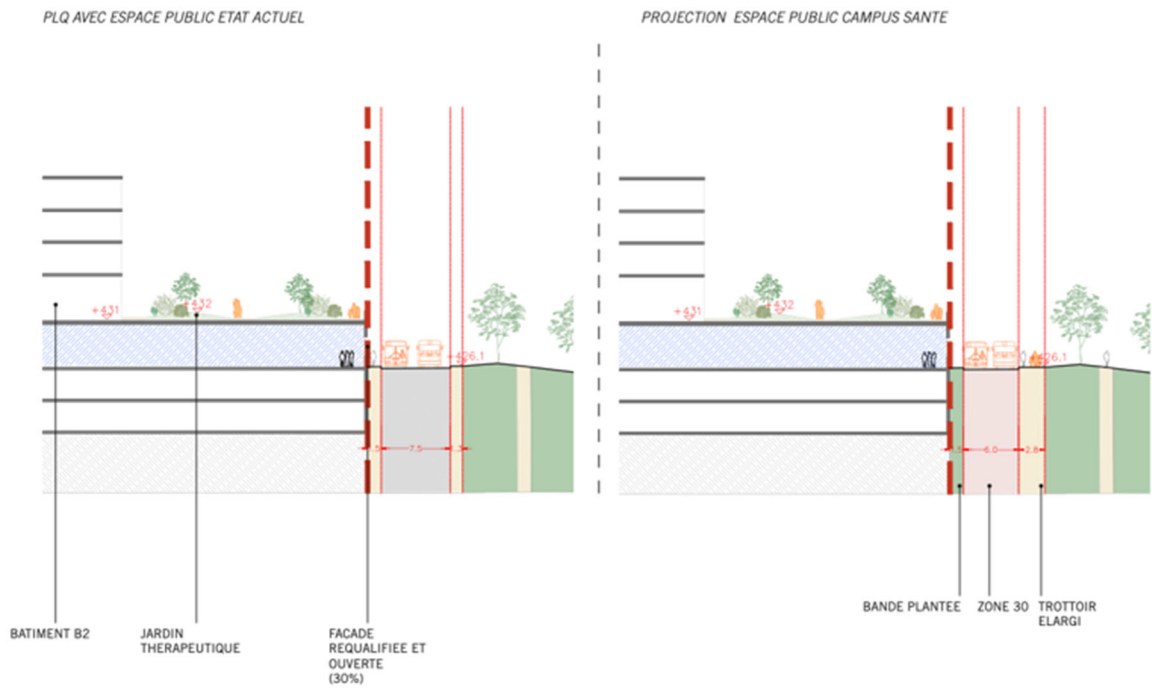 PLQ AVEC ESPACE PUBLIC ETAT ACTUEL
PROJECTION ESPACE PUBLIC CAMPUS SANTE
+431
+432
+426.1
7.5
+431
+432
6.0
2.8
BANDE PLANTEE
ZONE 30
TROTTOIR
ELARGI
BATIMENT B2
JARDIN
THERAPEUTIQUE
FACADE
REQUALIFIEE ET
OUVERTE
(30%)